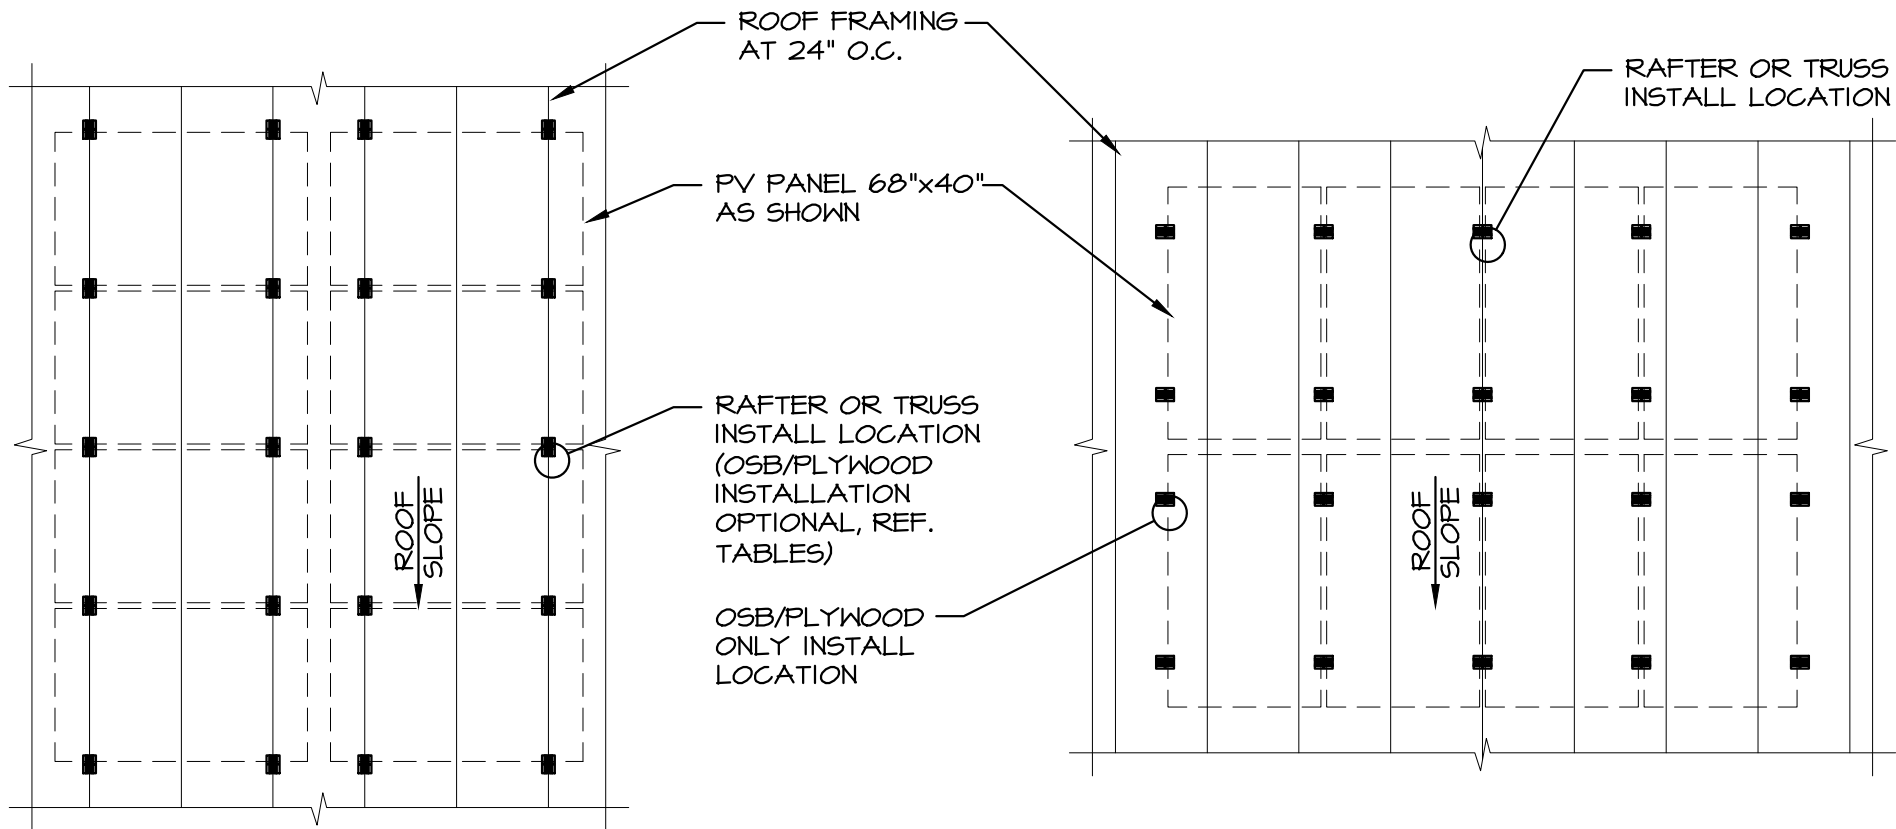 ROOF FRAMING
AT 24" O.C.
RAFTER OR TRUSS
INSTALL LOCATION
PV PANEL 68"x40"
AS SHOWN
RAFTER OR TRUSS
INSTALL LOCATION
(OSB/PLYWOOD
INSTALLATION
OPTIONAL, REF.
TABLES)
ROOF
SLOPE
ROOF
SLOPE
OSB/PLYWOOD
ONLY INSTALL
LOCATION